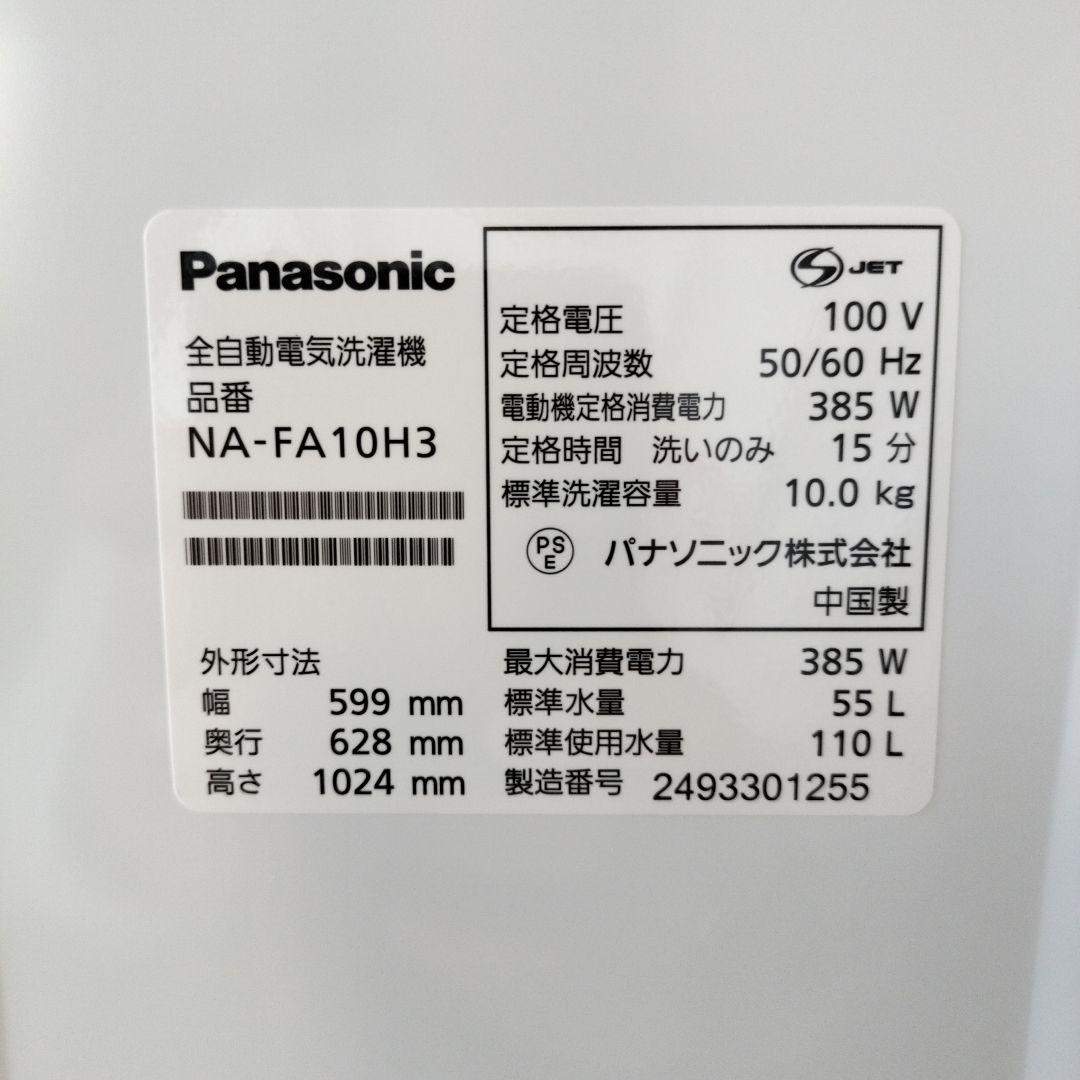 Panasonic
全自動電気洗濯機
品番
NA-FA10H3
JET
定格電圧 100 V
定格周波数 50/60 Hz
電動機定格消費電力 385 W
定格時間 洗いのみ 15 分
標準洗濯容量 10.0 kg
PS
E
パナソニック株式会社
中国製
外形寸法
幅 599 mm
奥行 628 mm
高さ 1024 mm
最大消費電力 385 W
標準水量 55 L
標準使用水量 110 L
製造番号 2493301255